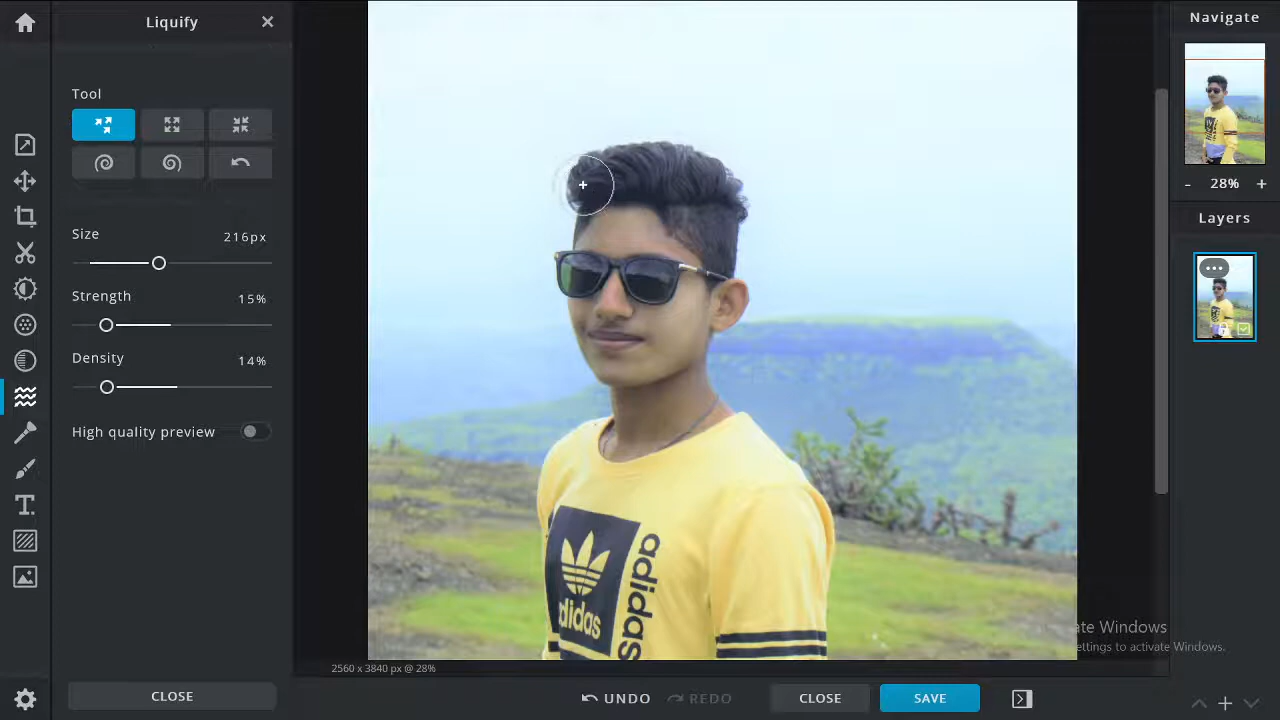 Liquify
Tool
Size
216px
Strength
15%
Density
14%
High quality preview
CLOSE
adidas
adidas
2560 x 3840 px @ 28%
UNDO
REDO
CLOSE
SAVE
Navigate
- 28% +
Layers
ate Windows
ettings to activate Windows.